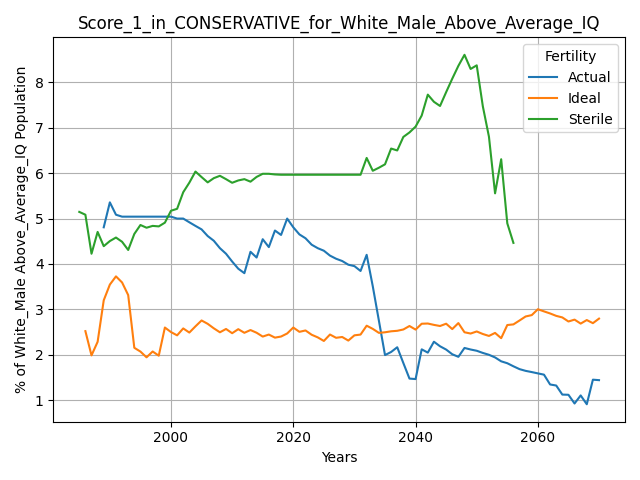 Score_1_in_CONSERVATIVE_for_White_Male_Above_Average_IQ
Fertility
Actual
Ideal
Sterile
% of White_Male Above_Average_IQ Population
8
7
6
5
4
3
2
1
2000 2020 2040 2060
Years